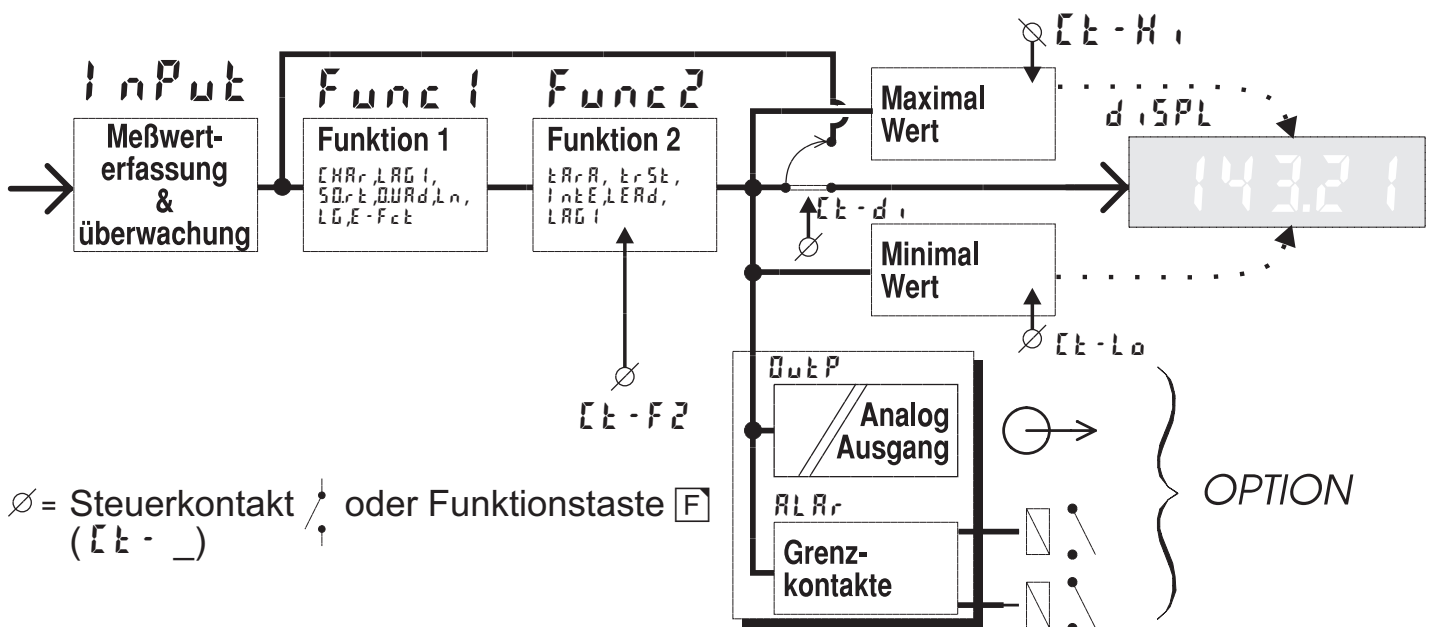 InPut
Meßwert-
erfassung
&
überwachung
Func1
Funktion 1
CHAr,LAG1,
SOrt,QUAd,Ln,
LG,E-Fct
Func2
Funktion 2
tArA, trSt,
IntE,LEAd,
LAG1
Ct-F2
Ct-Hi
Maximal
Wert
Ct-di
Minimal
Wert
Ct-Lo
diSPL
143.21
OutP
Analog
Ausgang
ALAr
Grenz-
kontakte
OPTION
∅ = Steuerkontakt oder Funktionstaste F
(Ct- _)